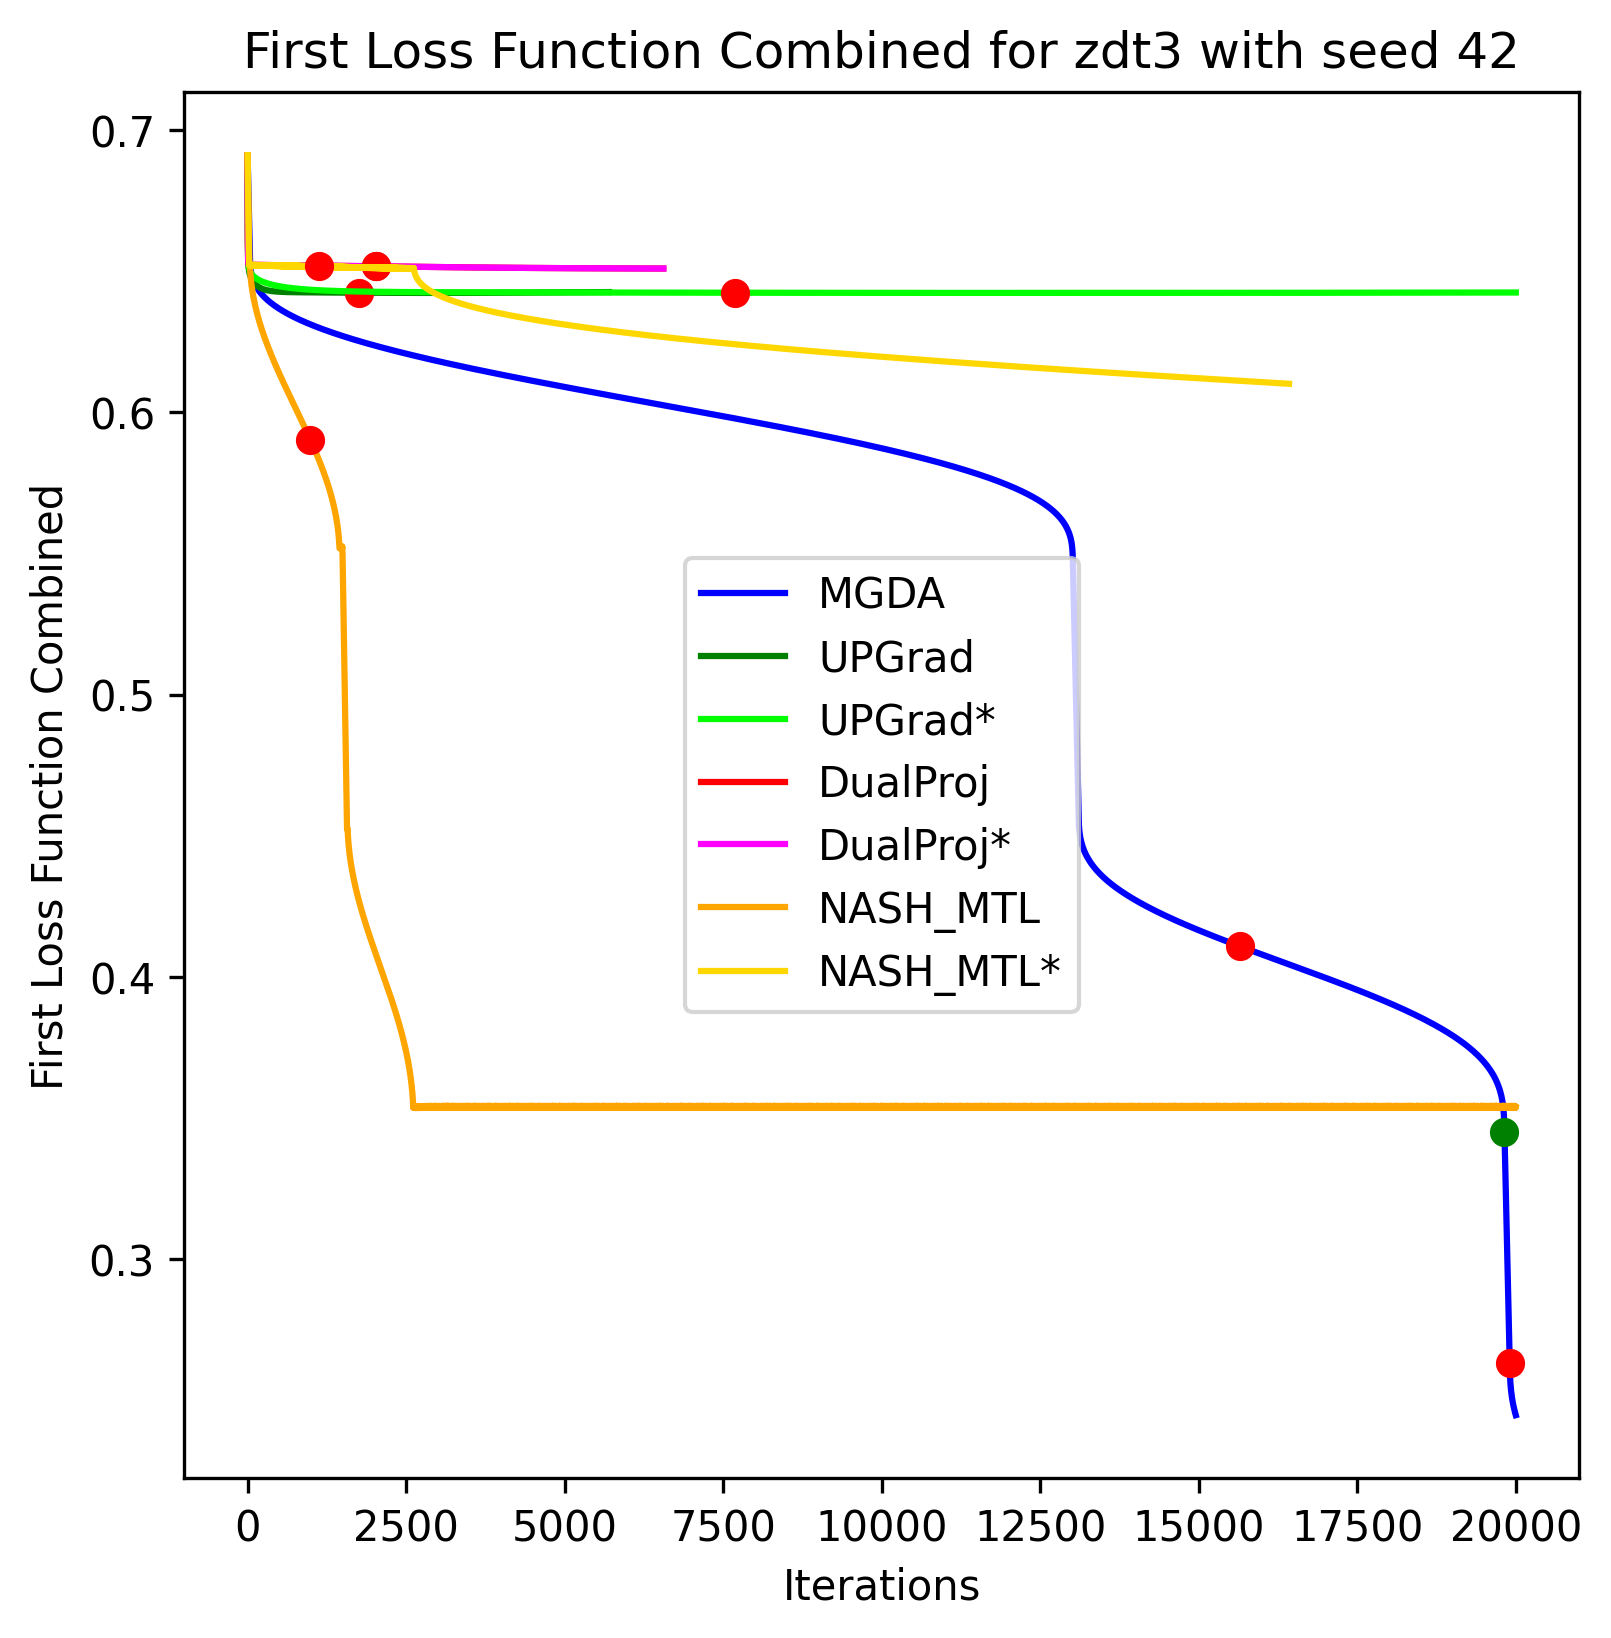 First Loss Function Combined for zdt3 with seed 42
First Loss Function Combined
0.7
0.6
0.5
0.4
0.3
MGDA
UPGrad
UPGrad*
DualProj
DualProj*
NASH_MTL
NASH_MTL*
0 2500 5000 7500 10000 12500 15000 17500 20000
Iterations